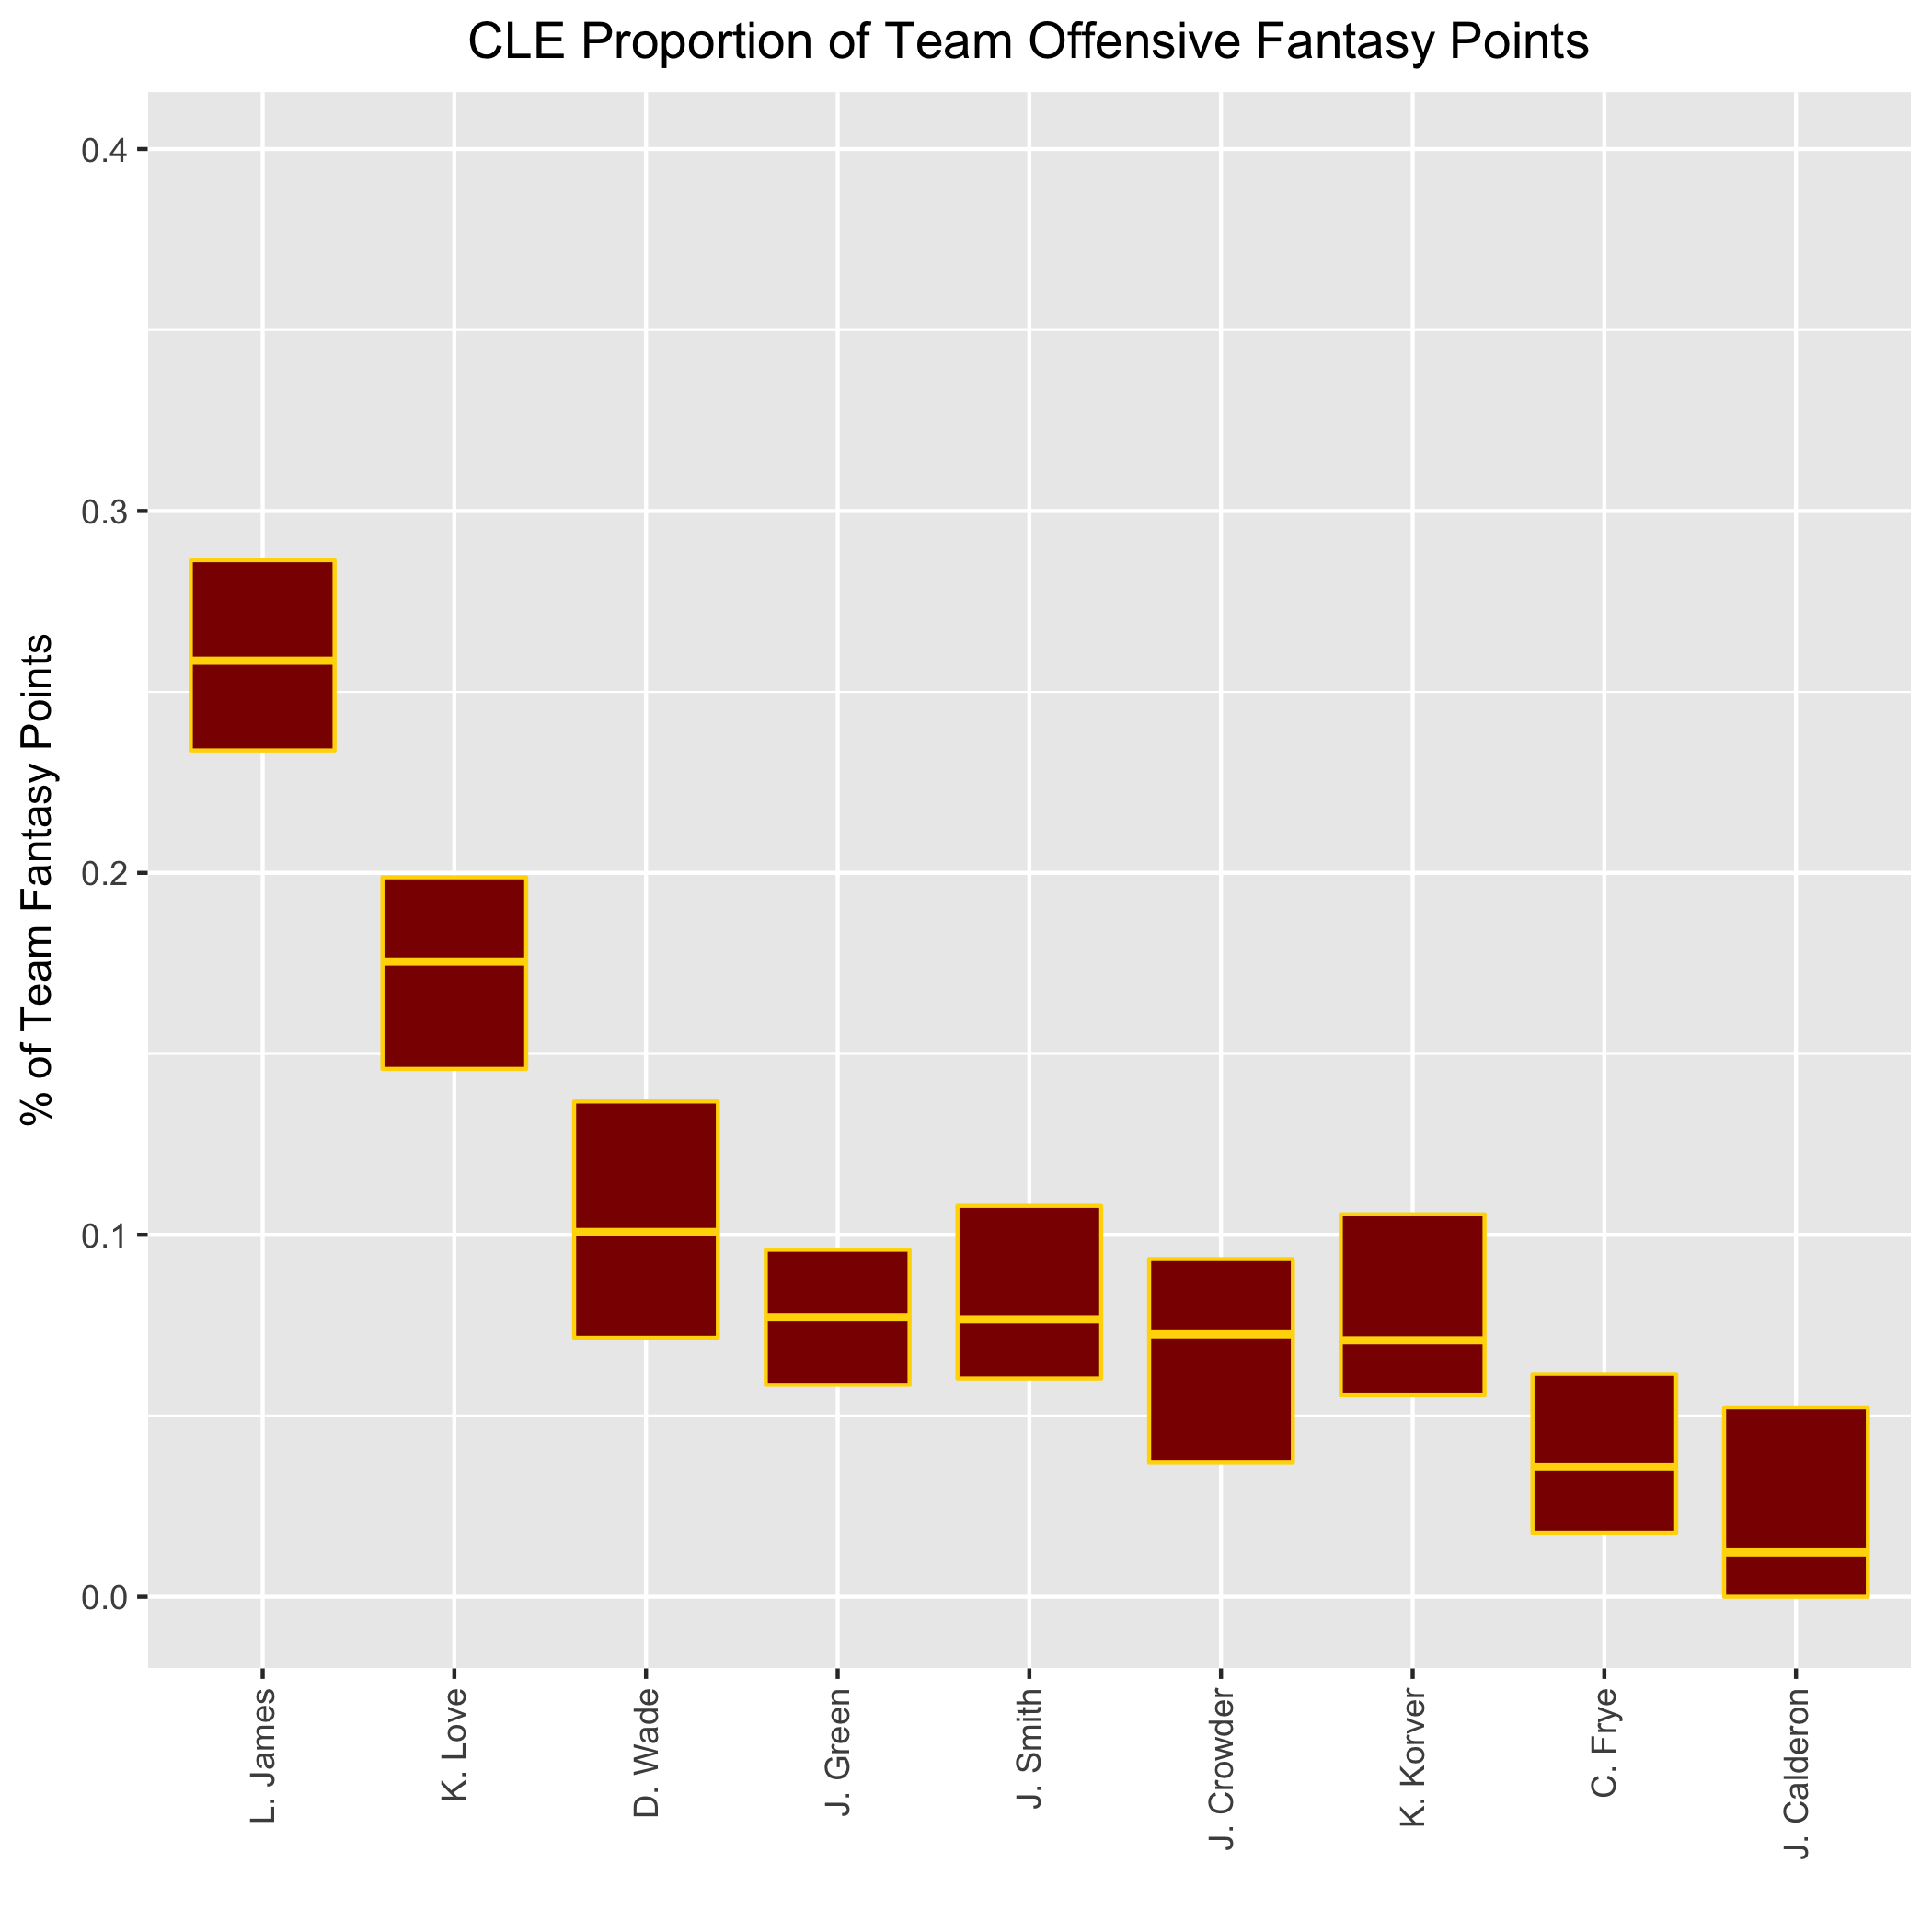 CLE Proportion of Team Offensive Fantasy Points
% of Team Fantasy Points
0.4
0.3
0.2
0.1
0.0
L. James
K. Love
D. Wade
J. Green
J. Smith
J. Crowder
K. Korver
C. Frye
J. Calderon